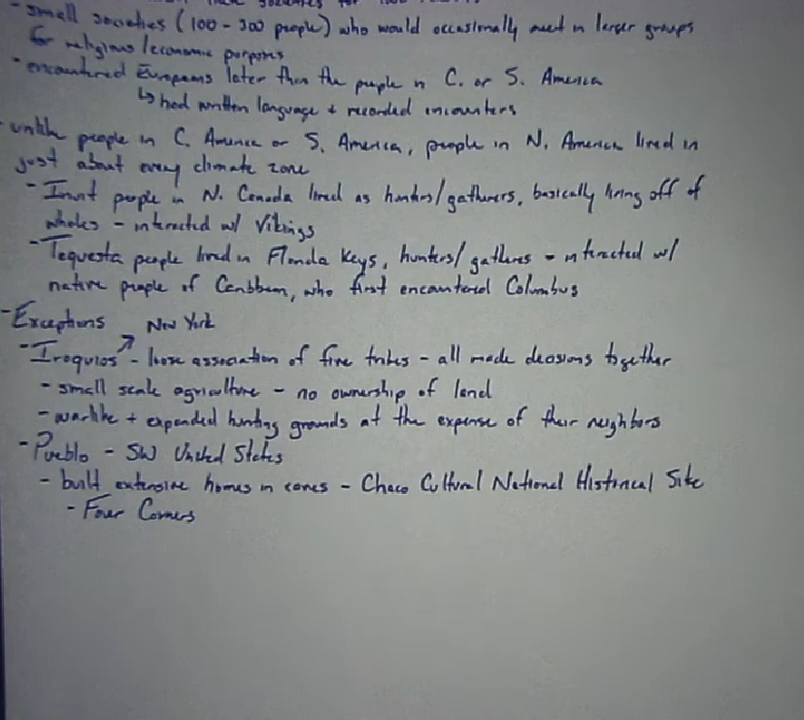 these societies for
- small societies (100 - 300 people) who would occasionally meet in larger groups
for religious/economic purposes
- encountered Europeans later than the people in C. or S. America
↳ had written language + recorded encounters
- unlike people in C. America or S. America, people in N. America lived in
just about every climate zone
- Inuit people in N. Canada lived as hunters/gatherers, basically living off of
whales - interacted w/ Vikings
- Tequesta people lived in Florida Keys, hunters/gatherers - interacted w/
native people of Caribbean, who first encountered Columbus
- Exceptions New York
- Iroquios - loose association of five tribes - all made decisions together
- small scale agriculture - no ownership of land
- warlike + expanded hunting grounds at the expense of their neighbors
- Pueblo - SW United States
- built extensive homes in caves - Chaco Cultural National Historical Site
- Four Corners